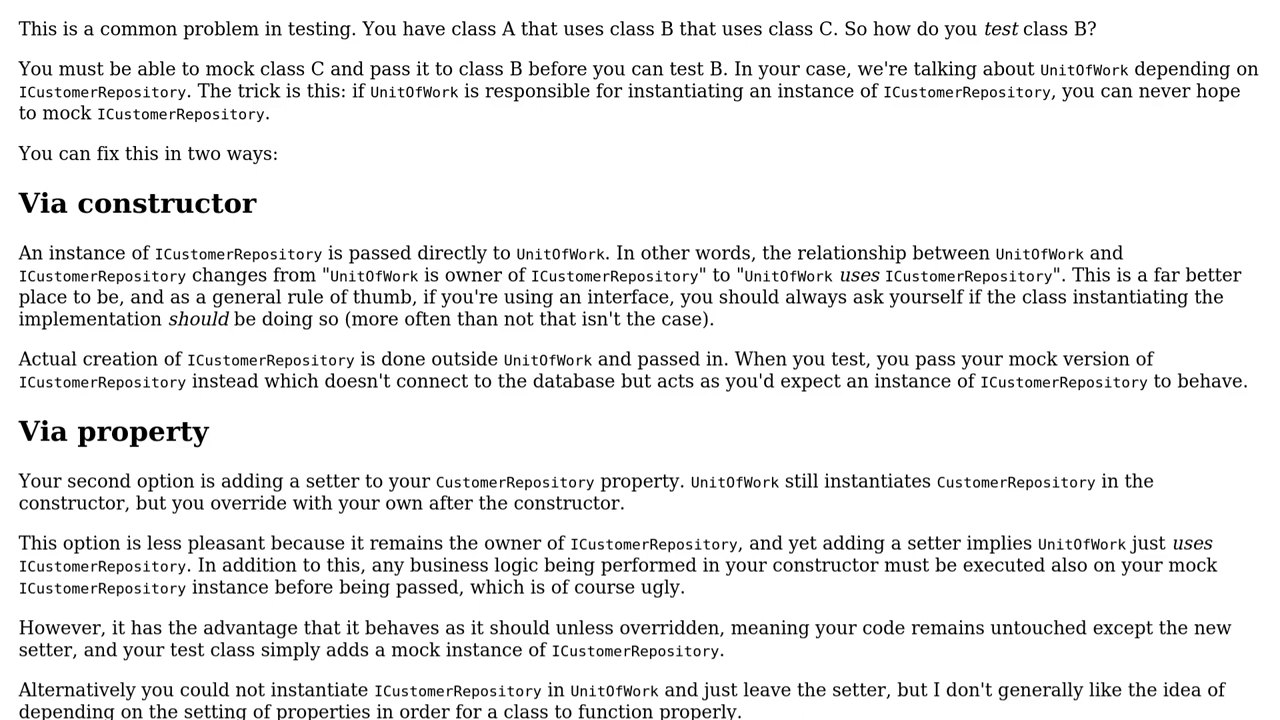 This is a common problem in testing. You have class A that uses class B that uses class C. So how do you test class B?
You must be able to mock class C and pass it to class B before you can test B. In your case, we're talking about UnitOfWork depending on
ICustomerRepository. The trick is this: if UnitOfWork is responsible for instantiating an instance of ICustomerRepository, you can never hope
to mock ICustomerRepository.
You can fix this in two ways:
Via constructor
An instance of ICustomerRepository is passed directly to UnitOfWork. In other words, the relationship between UnitOfWork and
ICustomerRepository changes from "UnitOfWork is owner of ICustomerRepository" to "UnitOfWork uses ICustomerRepository". This is a far better
place to be, and as a general rule of thumb, if you're using an interface, you should always ask yourself if the class instantiating the
implementation should be doing so (more often than not that isn't the case).
Actual creation of ICustomerRepository is done outside UnitOfWork and passed in. When you test, you pass your mock version of
ICustomerRepository instead which doesn't connect to the database but acts as you'd expect an instance of ICustomerRepository to behave.
Via property
Your second option is adding a setter to your CustomerRepository property. UnitOfWork still instantiates CustomerRepository in the
constructor, but you override with your own after the constructor.
This option is less pleasant because it remains the owner of ICustomerRepository, and yet adding a setter implies UnitOfWork just uses
ICustomerRepository. In addition to this, any business logic being performed in your constructor must be executed also on your mock
ICustomerRepository instance before being passed, which is of course ugly.
However, it has the advantage that it behaves as it should unless overridden, meaning your code remains untouched except the new
setter, and your test class simply adds a mock instance of ICustomerRepository.
Alternatively you could not instantiate ICustomerRepository in UnitOfWork and just leave the setter, but I don't generally like the idea of
depending on the setting of properties in order for a class to function properly.